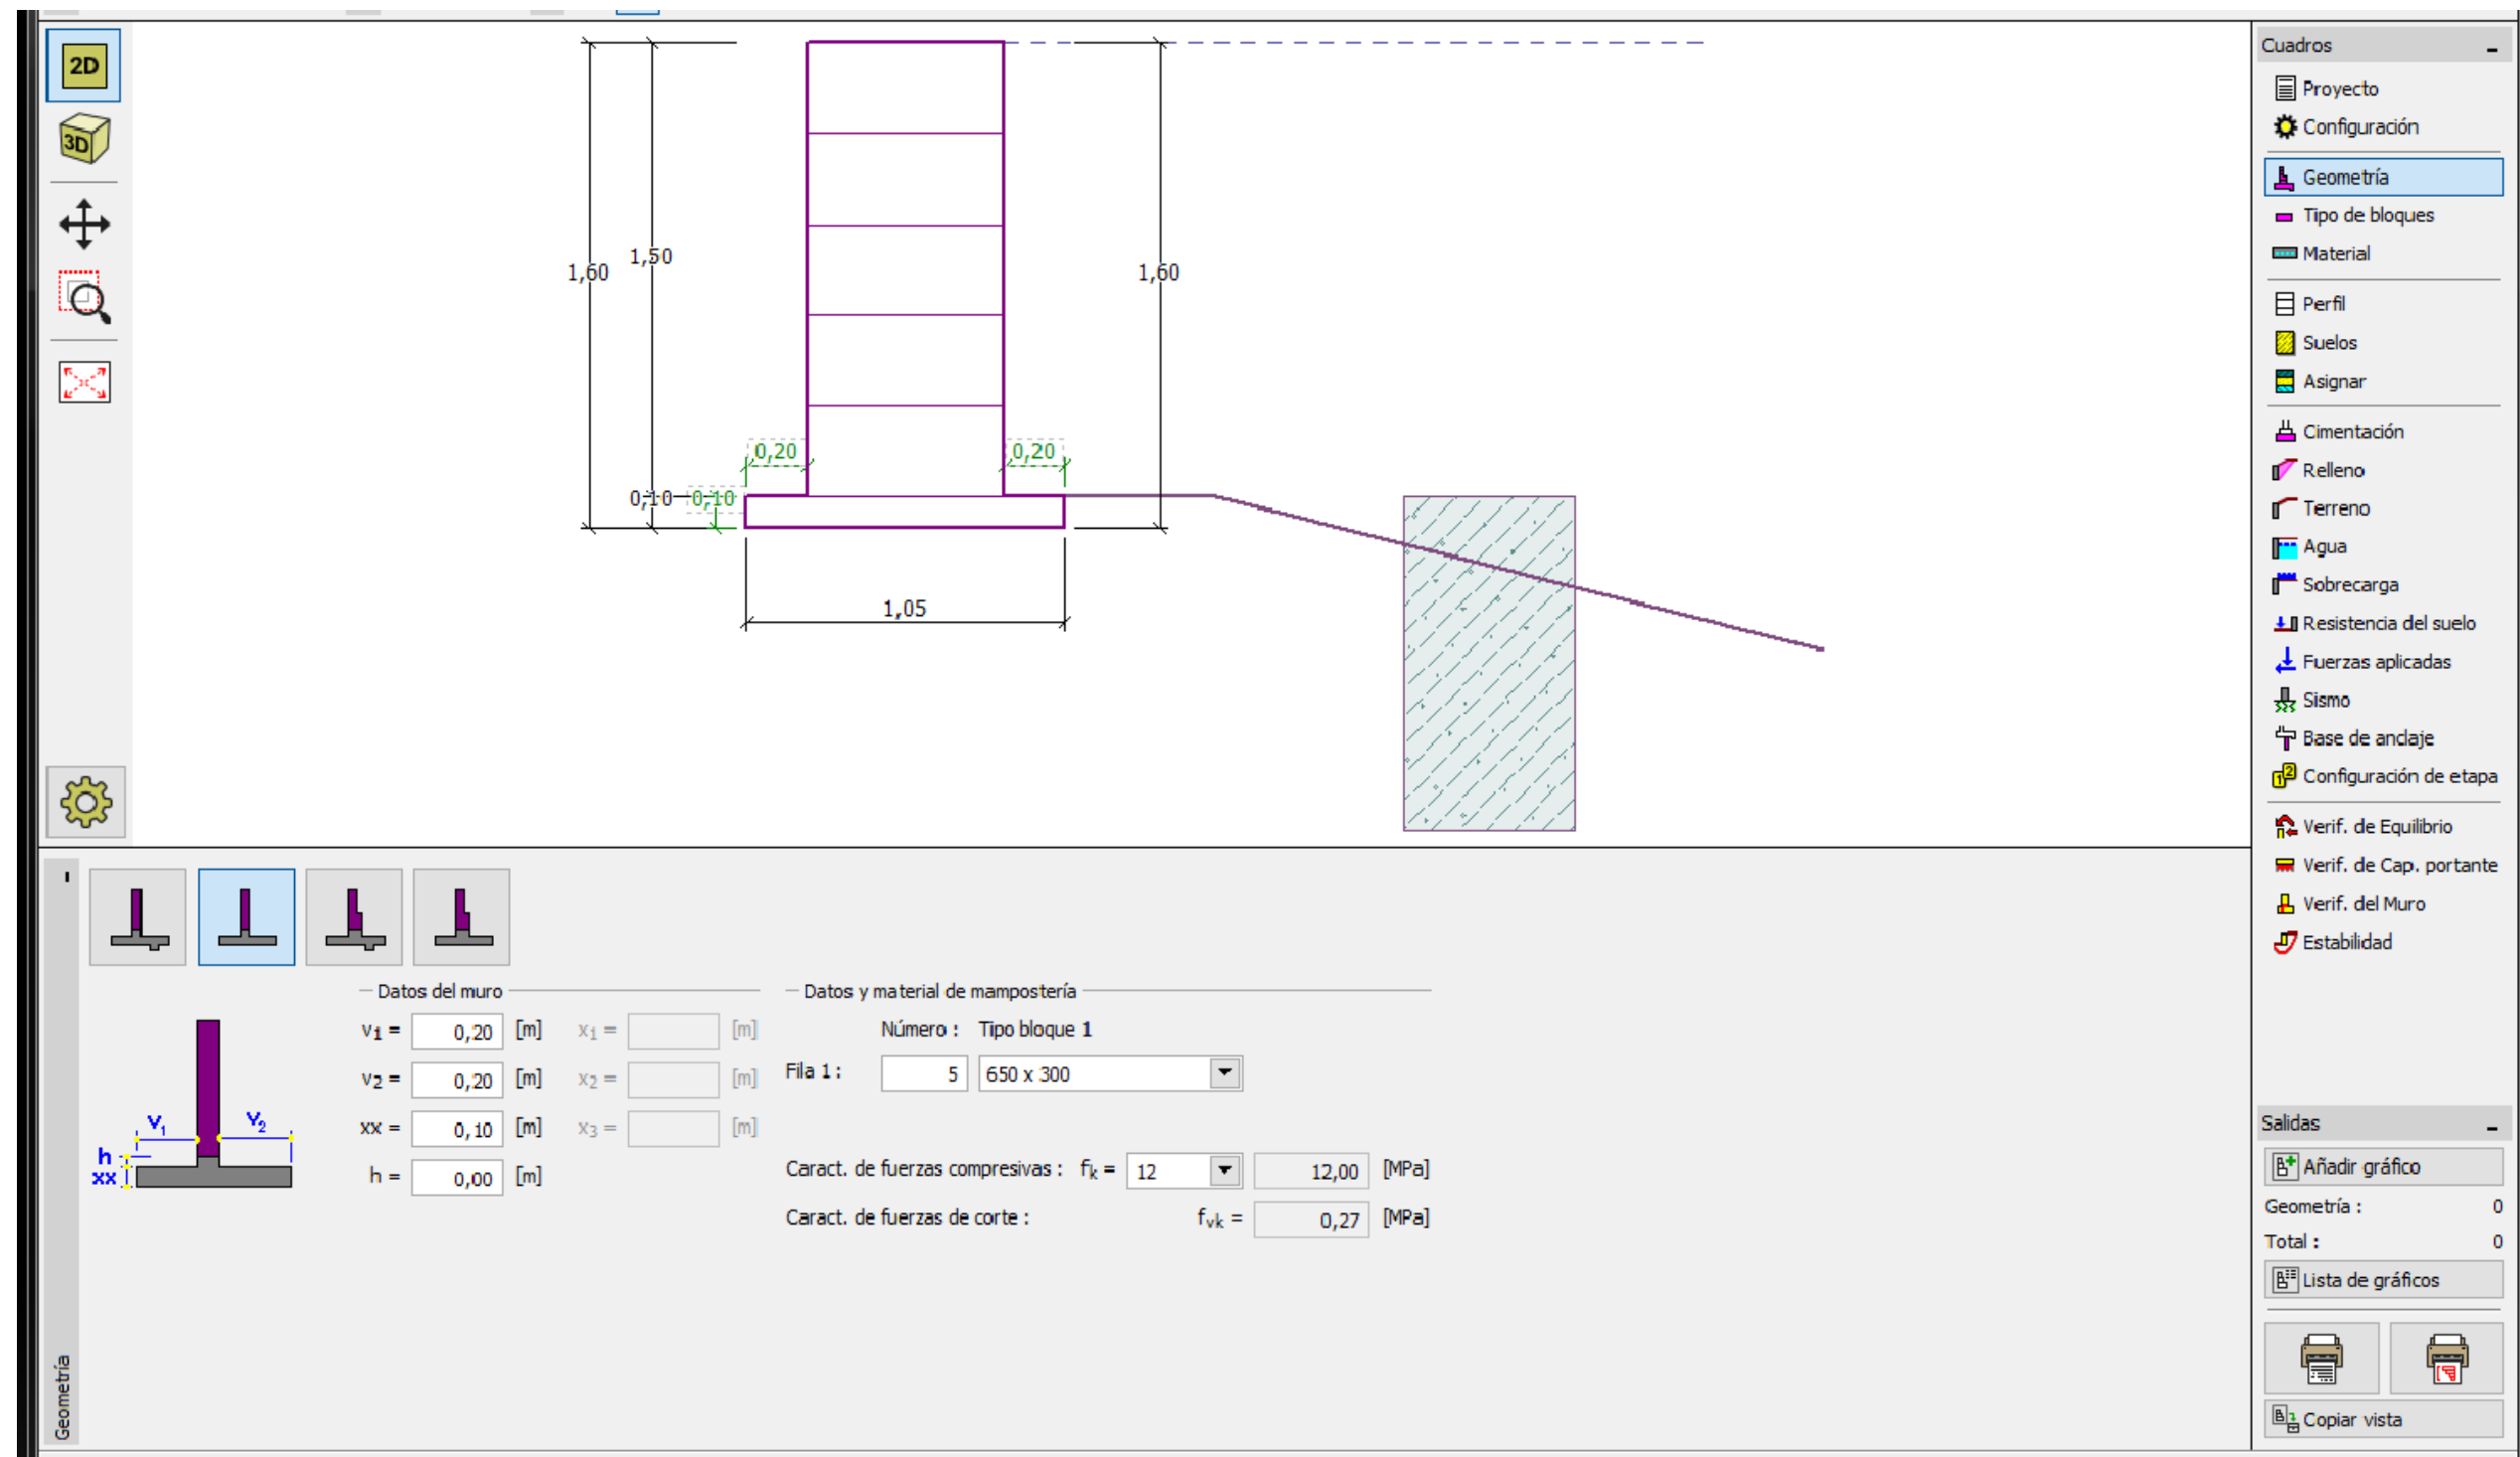 2D
3D
1,60
1,50
1,60
0,20
0,20
0,10
0,10
1,05
Cuadros
Proyecto
Configuración
Geometría
Tipo de bloques
Material
Perfil
Suelos
Asignar
Cimentación
Relleno
Terreno
Agua
Sobrecarga
Resistencia del suelo
Fuerzas aplicadas
Sismo
Base de anclaje
Configuración de etapa
Verif. de Equilibrio
Verif. de Cap. portante
Verif. del Muro
Estabilidad
Geometría
V1
V2
h
xx
Datos del muro
v1 = 0,20 [m] x1 = [m]
v2 = 0,20 [m] x2 = [m]
xx = 0,10 [m] x3 = [m]
h = 0,00 [m]
Datos y material de mampostería
Número : Tipo bloque 1
Fila 1 : 5 650 x 300
Caract. de fuerzas compresivas : fk = 12 12,00 [MPa]
Caract. de fuerzas de corte : fvk = 0,27 [MPa]
Salidas
Añadir gráfico
Geometría : 0
Total : 0
Lista de gráficos
Copiar vista